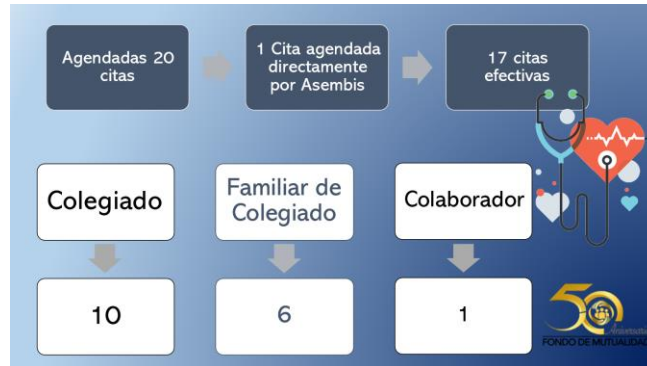 Agendadas 20
citas
1 Cita agendada
directamente
por Asembis
17 citas
efectivas
Colegiado
Familiar de
Colegiado
Colaborador
10
6
1
50
Aniversario
FONDO DE MUTUALIDAD